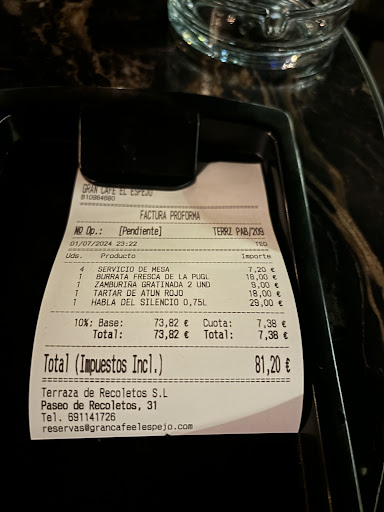 GRAN CAFE EL ESPEJO
B10864680
FACTURA PROFORMA
Nº Op.: [Pendiente] TERRZ PAB/209
01/07/2024 23:22 TEO
Uds. Producto Importe
4 SERVICIO DE MESA 7,20 €
1 BURRATA FRESCA DE LA PUGL 18,00 €
1 ZAMBURIÑA GRATINADA 2 UND 9,00 €
1 TARTAR DE ATUN ROJO 18,00 €
1 HABLA DEL SILENCIO 0,75L 29,00 €
10%: Base: 73,82 € Cuota: 7,38 €
Total: 73,82 € Total: 7,38 €
Total (Impuestos Incl.) 81,20 €
Terraza de Recoletos S.L
Paseo de Recoletos, 31
Tel. 691141726
reservas@grancafeelespejo.com